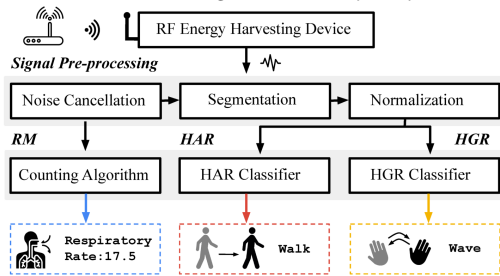 RF Energy Harvesting Device
Signal Pre-processing
Noise Cancellation
Segmentation
Normalization
RM
HAR
HGR
Counting Algorithm
HAR Classifier
HGR Classifier
Respiratory
Rate:17.5
Walk
Wave